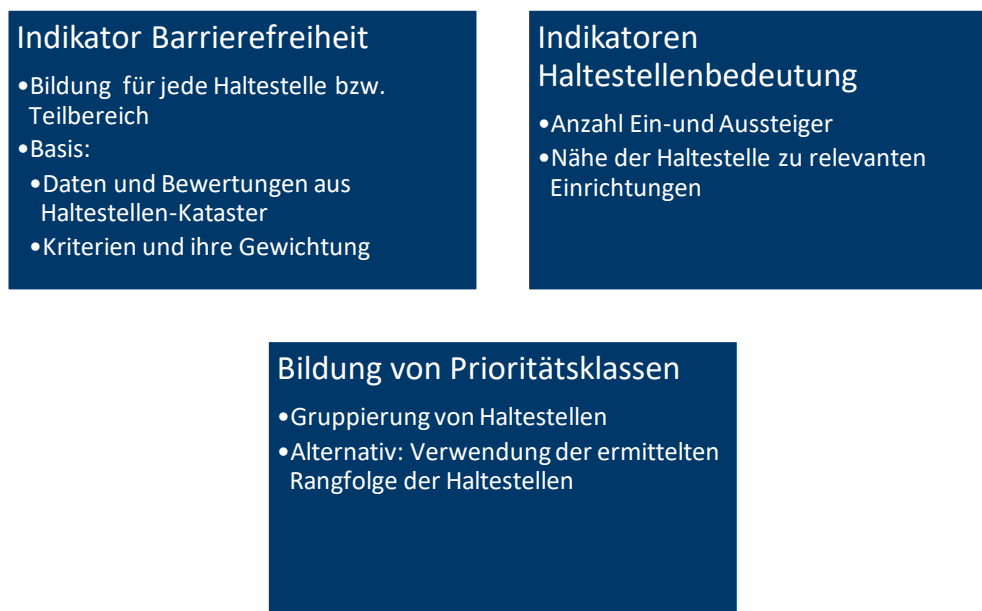 Indikator Barrierefreiheit
•Bildung für jede Haltestelle bzw.
Teilbereich
•Basis:
•Daten und Bewertungen aus
Haltestellen-Kataster
•Kriterien und ihre Gewichtung
Indikatoren
Haltestellenbedeutung
•Anzahl Ein-und Aussteiger
•Nähe der Haltestelle zu relevanten
Einrichtungen
Bildung von Prioritätsklassen
•Gruppierung von Haltestellen
•Alternativ: Verwendung der ermittelten
Rangfolge der Haltestellen